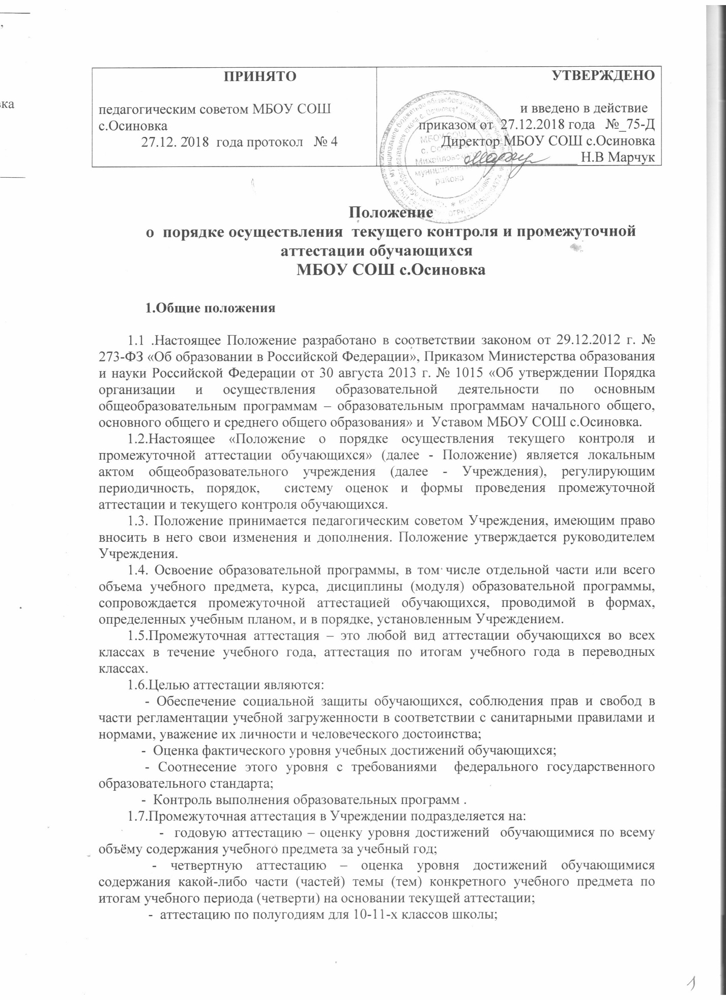 ПРИНЯТО
педагогическим советом МБОУ СОШ
с.Осиновка
27.12. 2018 года протокол № 4
УТВЕРЖДЕНО
и введено в действие
приказом от 27.12.2018 года №_75-Д
Директор МБОУ СОШ с.Осиновка
_______________ Н.В Марчук
МБОУ СОШ
с. Осиновка
Михайловского
муниципального
района
Положение
о порядке осуществления текущего контроля и промежуточной
аттестации обучающихся
МБОУ СОШ с.Осиновка
1.Общие положения
1.1 .Настоящее Положение разработано в соответствии законом от 29.12.2012 г. №
273-ФЗ «Об образовании в Российской Федерации», Приказом Министерства образования
и науки Российской Федерации от 30 августа 2013 г. № 1015 «Об утверждении Порядка
организации и осуществления образовательной деятельности по основным
общеобразовательным программам – образовательным программам начального общего,
основного общего и среднего общего образования» и Уставом МБОУ СОШ с.Осиновка.
1.2.Настоящее «Положение о порядке осуществления текущего контроля и
промежуточной аттестации обучающихся» (далее - Положение) является локальным
актом общеобразовательного учреждения (далее - Учреждения), регулирующим
периодичность, порядок, систему оценок и формы проведения промежуточной
аттестации и текущего контроля обучающихся.
1.3. Положение принимается педагогическим советом Учреждения, имеющим право
вносить в него свои изменения и дополнения. Положение утверждается руководителем
Учреждения.
1.4. Освоение образовательной программы, в том числе отдельной части или всего
объема учебного предмета, курса, дисциплины (модуля) образовательной программы,
сопровождается промежуточной аттестацией обучающихся, проводимой в формах,
определенных учебным планом, и в порядке, установленным Учреждением.
1.5.Промежуточная аттестация – это любой вид аттестации обучающихся во всех
классах в течение учебного года, аттестация по итогам учебного года в переводных
классах.
1.6.Целью аттестации являются:
- Обеспечение социальной защиты обучающихся, соблюдения прав и свобод в
части регламентации учебной загруженности в соответствии с санитарными правилами и
нормами, уважение их личности и человеческого достоинства;
- Оценка фактического уровня учебных достижений обучающихся;
- Соотнесение этого уровня с требованиями федерального государственного
образовательного стандарта;
- Контроль выполнения образовательных программ .
1.7.Промежуточная аттестация в Учреждении подразделяется на:
- годовую аттестацию – оценку уровня достижений обучающимися по всему
объёму содержания учебного предмета за учебный год;
- четвертную аттестацию – оценка уровня достижений обучающимися
содержания какой-либо части (частей) темы (тем) конкретного учебного предмета по
итогам учебного периода (четверти) на основании текущей аттестации;
- аттестацию по полугодиям для 10-11-х классов школы;
1